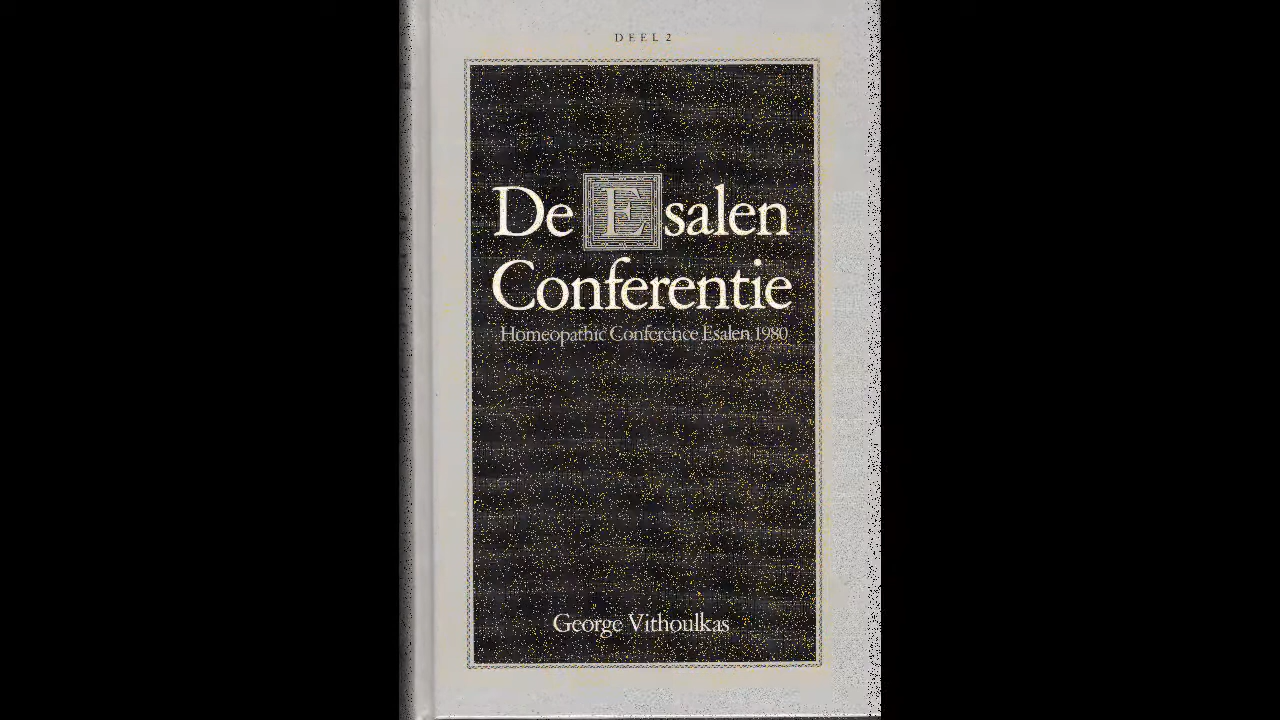 DEEL 2
De Esalen
Conferentie
Homeopathic Conference Esalen 1980
George Vithoulkas